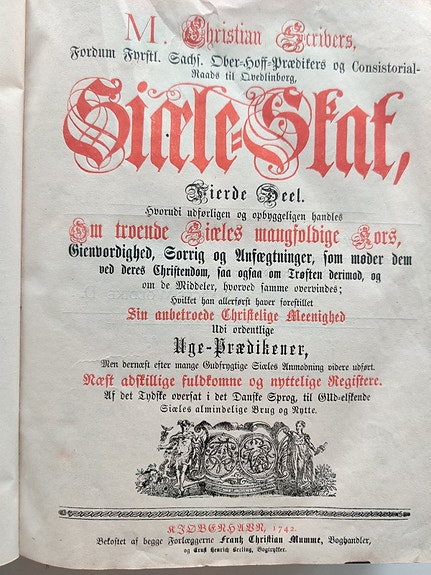 M. Christian Scrivers,
Fordum Fyrstl. Sachs. Ober-Hoff-Prædikers og Consistorial-
Raads til Qvedlinborg,
Siæle-Skat,
Fierde Deel.
Hvorudi udførligen og opbyggeligen handles
Om troende Siæles mangfoldige Kors,
Gienvordighed, Sorrig og Anfægtninger, som møder dem
ved deres Christendom, saa ogsaa om Trøsten derimod, og
om de Middeler, hvorved samme overvindes;
Hvilket han allerførst haver forestillet
Sin anbetroede Christelige Meenighed
Udi ordentlige
Uge-Prædikener,
Men dernæst efter mange Gudfrygtige Siæles Anmodning videre udført.
Næst adskillige fuldkomne og nyttelige Registere.
Af det Tydske oversat i det Danske Sprog, til GUd-elskende
Siæles almindelige Brug og Nytte.
KIØBENHAVN, 1742.
Bekostet af begge Forlæggerne Frantz Christian Mumme, Boghandler,
og Ernst Henrich Berling, Bogtrykker.